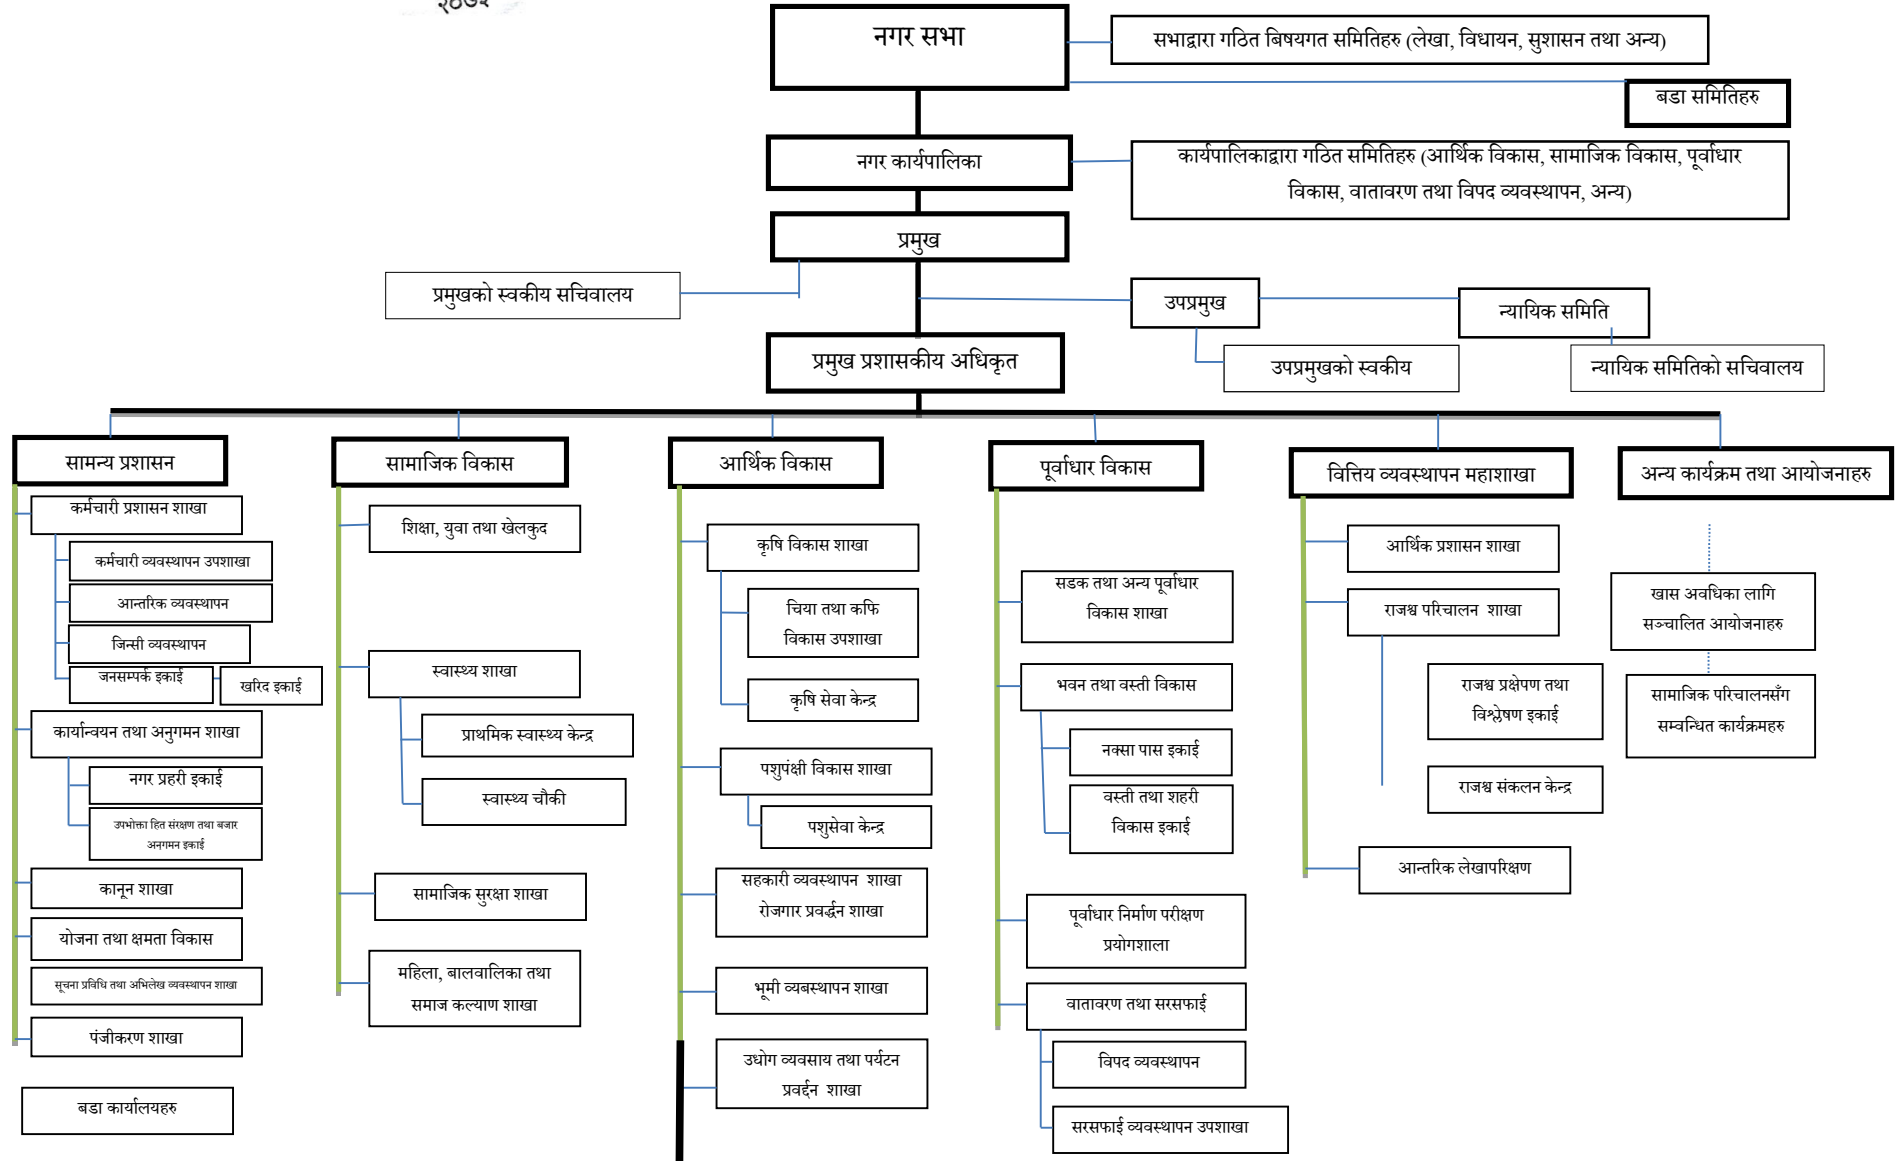 नगर सभा
सभाद्वारा गठित बिषयगत समितिहरु (लेखा, विधायन, सुशासन तथा अन्य)
बडा समितिहरु
नगर कार्यपालिका
कार्यपालिकाद्वारा गठित समितिहरु (आर्थिक विकास, सामाजिक विकास, पूर्वाधार
विकास, वातावरण तथा विपद व्यवस्थापन, अन्य)
प्रमुख
प्रमुखको स्वकीय सचिवालय
उपप्रमुख
न्यायिक समिति
प्रमुख प्रशासकीय अधिकृत
उपप्रमुखको स्वकीय
न्यायिक समितिको सचिवालय
सामन्य प्रशासन
कर्मचारी प्रशासन शाखा
कर्मचारी व्यवस्थापन उपशाखा
आन्तरिक व्यवस्थापन
जिन्सी व्यवस्थापन
जनसम्पर्क इकाई
खरिद इकाई
कार्यान्वयन तथा अनुगमन शाखा
नगर प्रहरी इकाई
उपभोक्ता हित संरक्षण तथा बजार
अनगमन इकाई
कानून शाखा
योजना तथा क्षमता विकास
सूचना प्रविधि तथा अभिलेख व्यवस्थापन शाखा
पंजीकरण शाखा
बडा कार्यालयहरु
सामाजिक विकास
शिक्षा, युवा तथा खेलकुद
स्वास्थ्य शाखा
प्राथमिक स्वास्थ्य केन्द्र
स्वास्थ्य चौकी
सामाजिक सुरक्षा शाखा
महिला, बालवालिका तथा
समाज कल्याण शाखा
आर्थिक विकास
कृषि विकास शाखा
चिया तथा कफि
विकास उपशाखा
कृषि सेवा केन्द्र
पशुपंक्षी विकास शाखा
पशुसेवा केन्द्र
सहकारी व्यवस्थापन शाखा
रोजगार प्रवर्द्धन शाखा
भूमी व्यबस्थापन शाखा
उधोग व्यवसाय तथा पर्यटन
प्रवर्द्दन शाखा
पूर्वाधार विकास
सडक तथा अन्य पूर्वाधार
विकास शाखा
भवन तथा वस्ती विकास
नक्सा पास इकाई
वस्ती तथा शहरी
विकास इकाई
पूर्वाधार निर्माण परीक्षण
प्रयोगशाला
वातावरण तथा सरसफाई
विपद व्यवस्थापन
सरसफाई व्यवस्थापन उपशाखा
वित्तिय व्यवस्थापन महाशाखा
आर्थिक प्रशासन शाखा
राजश्व परिचालन शाखा
राजश्व प्रक्षेपण तथा
विश्लेषण इकाई
राजश्व संकलन केन्द्र
आन्तरिक लेखापरिक्षण
अन्य कार्यक्रम तथा आयोजनाहरु
खास अवधिका लागि
सञ्चालित आयोजनाहरु
सामाजिक परिचालनसँग
सम्वन्धित कार्यक्रमहरु